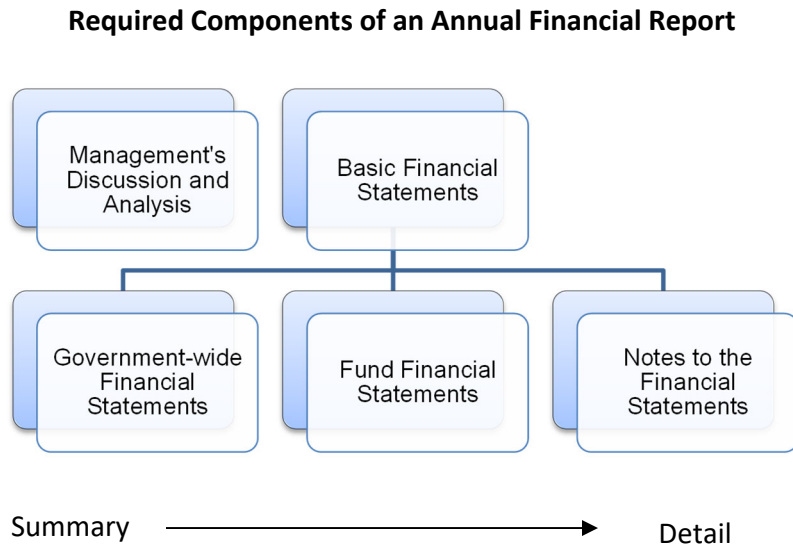 Required Components of an Annual Financial Report
Management's
Discussion and
Analysis
Basic Financial
Statements
Government-wide
Financial
Statements
Fund Financial
Statements
Notes to the
Financial
Statements
Summary
Detail